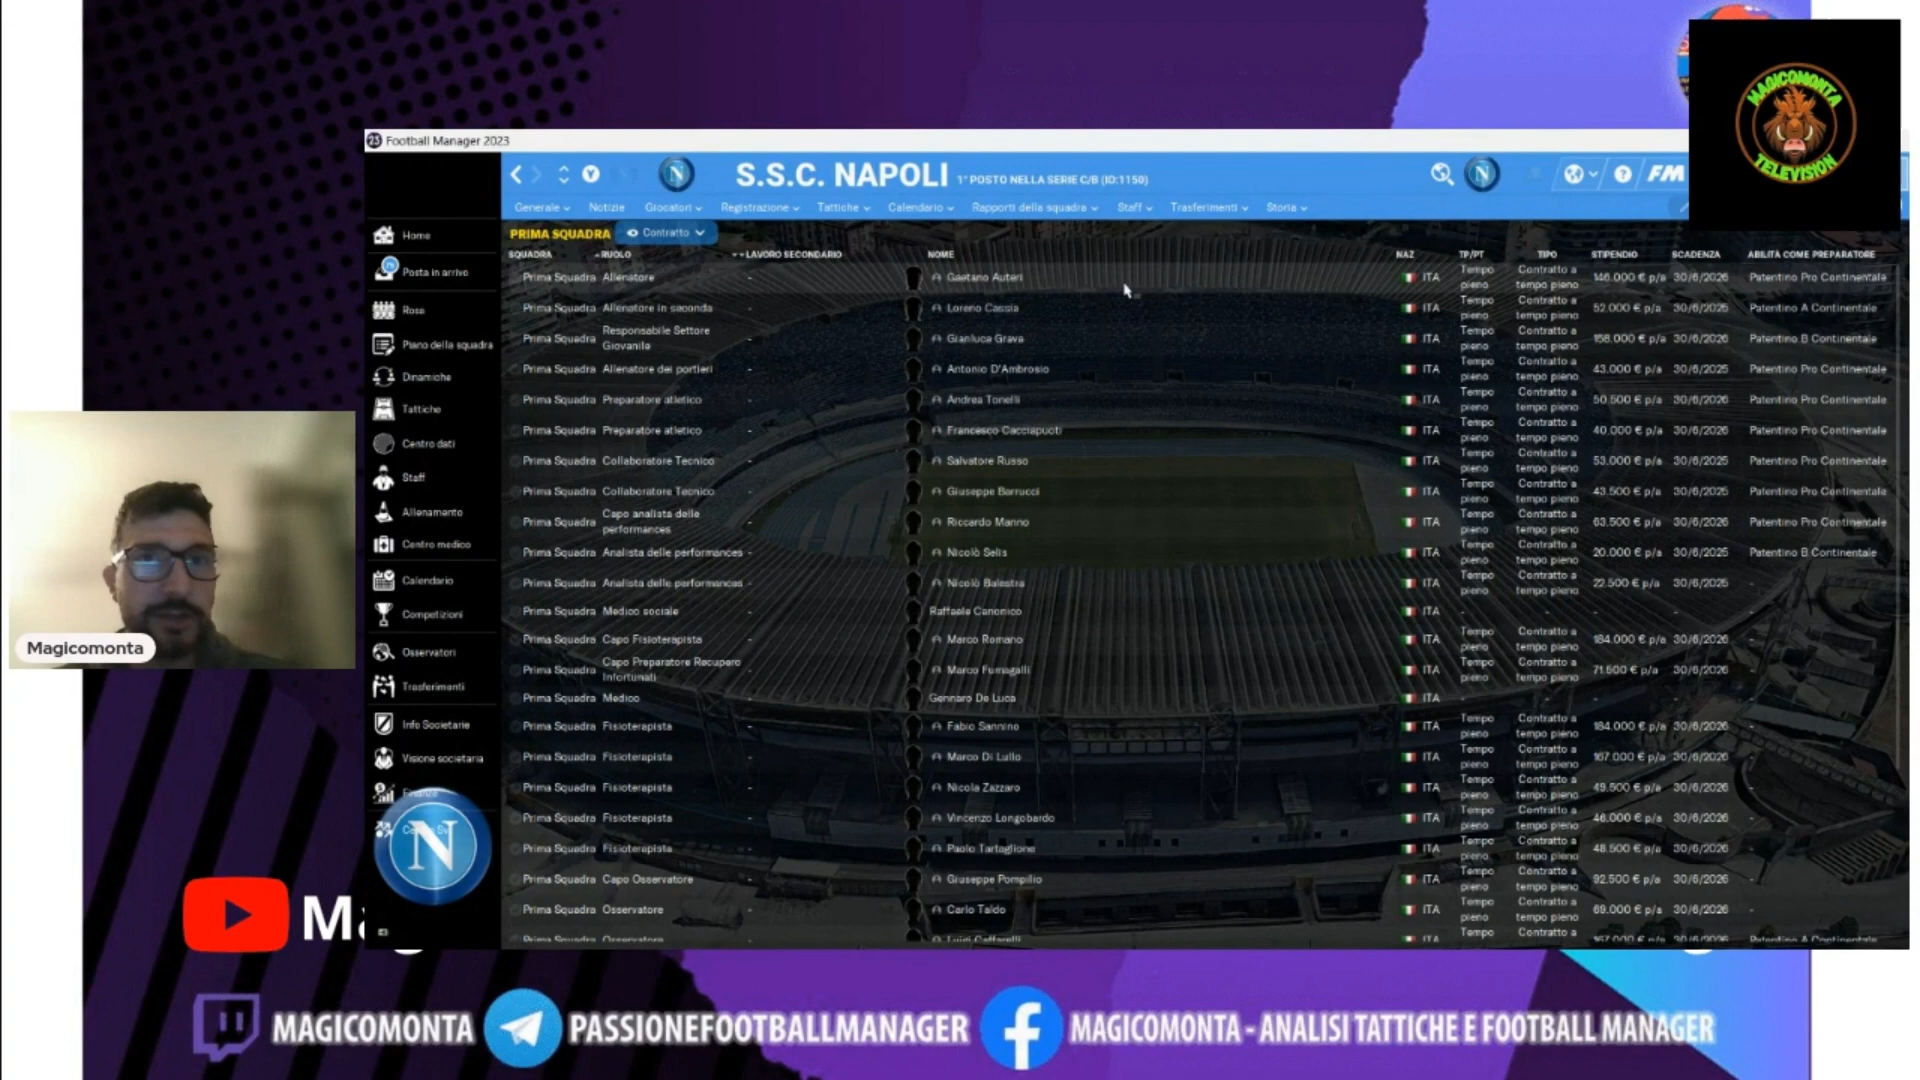 MAGICOMONTA
TELEVISION
23 Football Manager 2023
S.S.C. NAPOLI 1° POSTO NELLA SERIE C/B (ID:1150)
FM
Generale Notizie Giocatori Registrazione Tattiche Calendario Rapporti della squadra Staff Trasferimenti Storia
PRIMA SQUADRA Contratto
SQUADRA RUOLO LAVORO SECONDARIO NOME NAZ TP/PT TIPO STIPENDIO SCADENZA ABILITÀ COME PREPARATORE
Prima Squadra Allenatore - Gaetano Auteri ITA Tempo pieno Contratto a tempo pieno 146.000 € p/a 30/6/2026 Patentino Pro Continentale
Prima Squadra Allenatore in seconda - Loreno Cassia ITA Tempo pieno Contratto a tempo pieno 52.000 € p/a 30/6/2025 Patentino A Continentale
Prima Squadra Responsabile Settore Giovanile - Gianluca Grava ITA Tempo pieno Contratto a tempo pieno 158.000 € p/a 30/6/2026 Patentino B Continentale
Prima Squadra Allenatore dei portieri - Antonio D'Ambrosio ITA Tempo pieno Contratto a tempo pieno 43.000 € p/a 30/6/2025 Patentino Pro Continentale
Prima Squadra Preparatore atletico - Andrea Tonelli ITA Tempo pieno Contratto a tempo pieno 50.500 € p/a 30/6/2026 Patentino Pro Continentale
Prima Squadra Preparatore atletico - Francesco Cacciapuoti ITA Tempo pieno Contratto a tempo pieno 40.000 € p/a 30/6/2026 Patentino Pro Continentale
Prima Squadra Collaboratore Tecnico - Salvatore Russo ITA Tempo pieno Contratto a tempo pieno 53.000 € p/a 30/6/2025 Patentino Pro Continentale
Prima Squadra Collaboratore Tecnico - Giuseppe Barrucci ITA Tempo pieno Contratto a tempo pieno 43.500 € p/a 30/6/2025 Patentino Pro Continentale
Prima Squadra Capo analista delle performances - Riccardo Manno ITA Tempo pieno Contratto a tempo pieno 63.500 € p/a 30/6/2026 Patentino Pro Continentale
Prima Squadra Analista delle performances - Nicolò Selis ITA Tempo pieno Contratto a tempo pieno 20.000 € p/a 30/6/2025 Patentino B Continentale
Prima Squadra Analista delle performances - Nicolò Balestra ITA Tempo pieno Contratto a tempo pieno 22.500 € p/a 30/6/2025 -
Prima Squadra Medico sociale - Raffaele Canonico ITA - - - - -
Prima Squadra Capo Fisioterapista - Marco Romano ITA Tempo pieno Contratto a tempo pieno 184.000 € p/a 30/6/2026 -
Prima Squadra Capo Preparatore Recupero Infortunati - Marco Fumagalli ITA Tempo pieno Contratto a tempo pieno 71.500 € p/a 30/6/2026 -
Prima Squadra Medico - Gennaro De Luca ITA - - - - -
Prima Squadra Fisioterapista - Fabio Sannino ITA Tempo pieno Contratto a tempo pieno 184.000 € p/a 30/6/2026 -
Prima Squadra Fisioterapista - Marco Di Lullo ITA Tempo pieno Contratto a tempo pieno 167.000 € p/a 30/6/2026 -
Prima Squadra Fisioterapista - Nicola Zazzaro ITA Tempo pieno Contratto a tempo pieno 49.500 € p/a 30/6/2026 -
Prima Squadra Fisioterapista - Vincenzo Longobardo ITA Tempo pieno Contratto a tempo pieno 46.000 € p/a 30/6/2026 -
Prima Squadra Fisioterapista - Paolo Tartaglione ITA Tempo pieno Contratto a tempo pieno 48.500 € p/a 30/6/2026 -
Prima Squadra Capo Osservatore - Giuseppe Pompilio ITA Tempo pieno Contratto a tempo pieno 92.500 € p/a 30/6/2026 -
Prima Squadra Osservatore - Carlo Taldo ITA Tempo pieno Contratto a tempo pieno 69.000 € p/a 30/6/2026 -
Prima Squadra Osservatore Luigi Caffarelli ITA Tempo Contratto a 167.000 € p/a 30/6/2026 Patentino A Continentale
Home
Posta in arrivo
Rosa
Piano della squadra
Dinamiche
Tattiche
Centro dati
Staff
Allenamento
Centro medico
Calendario
Competizioni
Osservatori
Trasferimenti
Info Societarie
Visione societaria
Finanze
N
Magicomonta
Ma
MAGICOMONTA PASSIONEFOOTBALLMANAGER MAGICOMONTA - ANALISI TATTICHE E FOOTBALL MANAGER